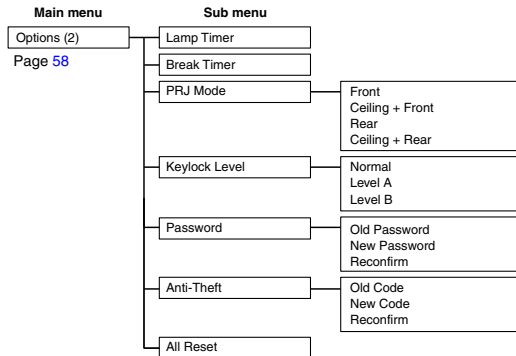 Main menu
Sub menu
Options (2)
Page 58
Lamp Timer
Break Timer
PRJ Mode
Front
Ceiling + Front
Rear
Ceiling + Rear
Keylock Level
Normal
Level A
Level B
Password
Old Password
New Password
Reconfirm
Anti-Theft
Old Code
New Code
Reconfirm
All Reset